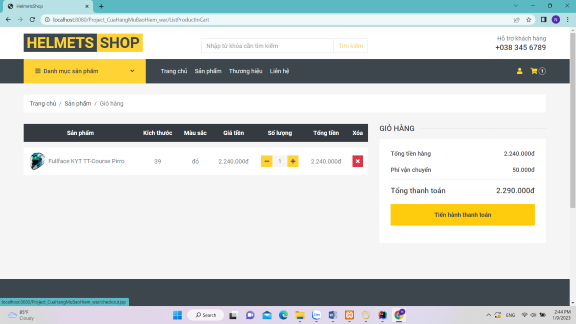 HelmetsShop
localhost:8080/Project_CuaHangMuBaoHiem_war/ListProductInCart
HELMETS SHOP
Nhập từ khóa cần tìm kiếm
Tìm kiếm
Hỗ trợ khách hàng
+038 345 6789
Danh mục sản phẩm
Trang chủ Sản phẩm Thương hiệu Liên hệ
1
Trang chủ / Sản phẩm / Giỏ hàng
Sản phẩm Kích thước Màu sắc Giá tiền Số lượng Tổng tiền Xóa
Fullface KYT TT-Course Pirro 39 đỏ 2.240.000đ 1 2.240.000đ
GIỎ HÀNG
Tổng tiền hàng 2.240.000đ
Phí vận chuyển 50.000đ
Tổng thanh toán 2.290.000đ
Tiến hành thanh toán
localhost:8080/Project_CuaHangMuBaoHiem_war/checkout.jsp
85°F
Cloudy
Search
ENG
2:44 PM
1/9/2023